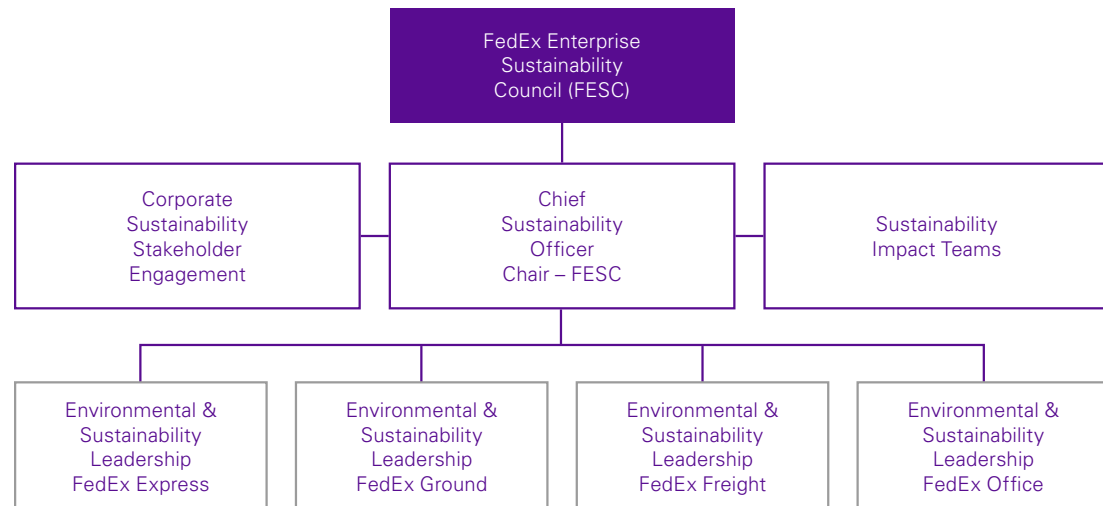 FedEx Enterprise
Sustainability
Council (FESC)
Corporate
Sustainability
Stakeholder
Engagement
Chief
Sustainability
Officer
Chair – FESC
Sustainability
Impact Teams
Environmental &
Sustainability
Leadership
FedEx Express
Environmental &
Sustainability
Leadership
FedEx Ground
Environmental &
Sustainability
Leadership
FedEx Freight
Environmental &
Sustainability
Leadership
FedEx Office